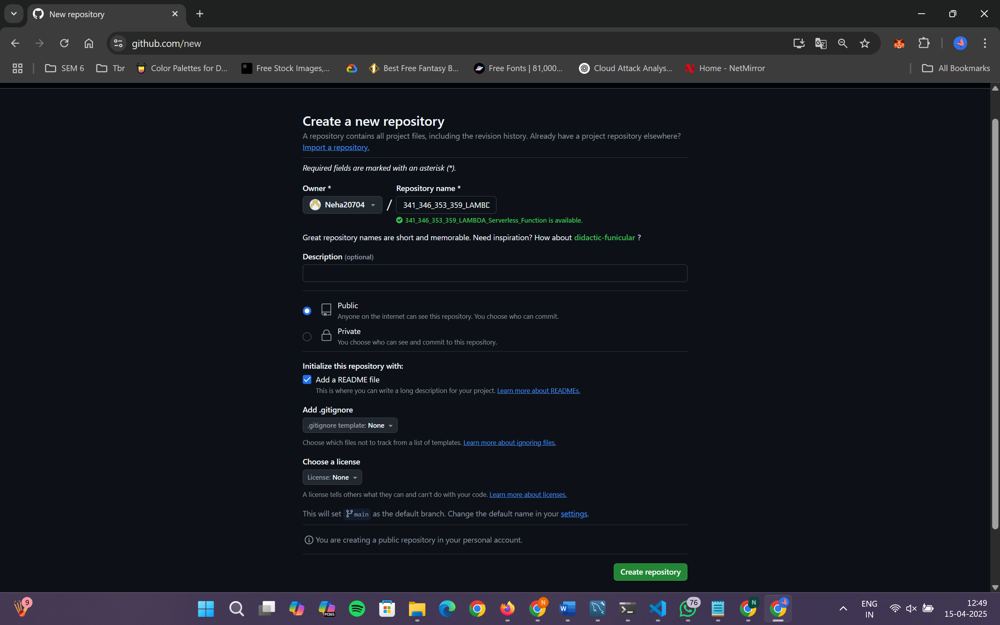 New repository
github.com/new
SEM 6
Tbr
Color Palettes for D...
Free Stock Images,...
Best Free Fantasy B...
Free Fonts | 81,000...
Cloud Attack Analys...
Home - NetMirror
All Bookmarks
Create a new repository
A repository contains all project files, including the revision history. Already have a project repository elsewhere?
Import a repository.
Required fields are marked with an asterisk (*).
Owner *
Repository name *
Neha20704
/
341_346_353_359_LAMBD
341_346_353_359_LAMBDA_Serverless_Function is available.
Great repository names are short and memorable. Need inspiration? How about didactic-funicular ?
Description (optional)
Public
Anyone on the internet can see this repository. You choose who can commit.
Private
You choose who can see and commit to this repository.
Initialize this repository with:
Add a README file
This is where you can write a long description for your project. Learn more about READMEs.
Add .gitignore
.gitignore template: None
Choose which files not to track from a list of templates. Learn more about ignoring files.
Choose a license
License: None
A license tells others what they can and can't do with your code. Learn more about licenses.
This will set main as the default branch. Change the default name in your settings.
You are creating a public repository in your personal account.
Create repository
9
M365
N
W
76
N
ENG
IN
12:49
15-04-2025